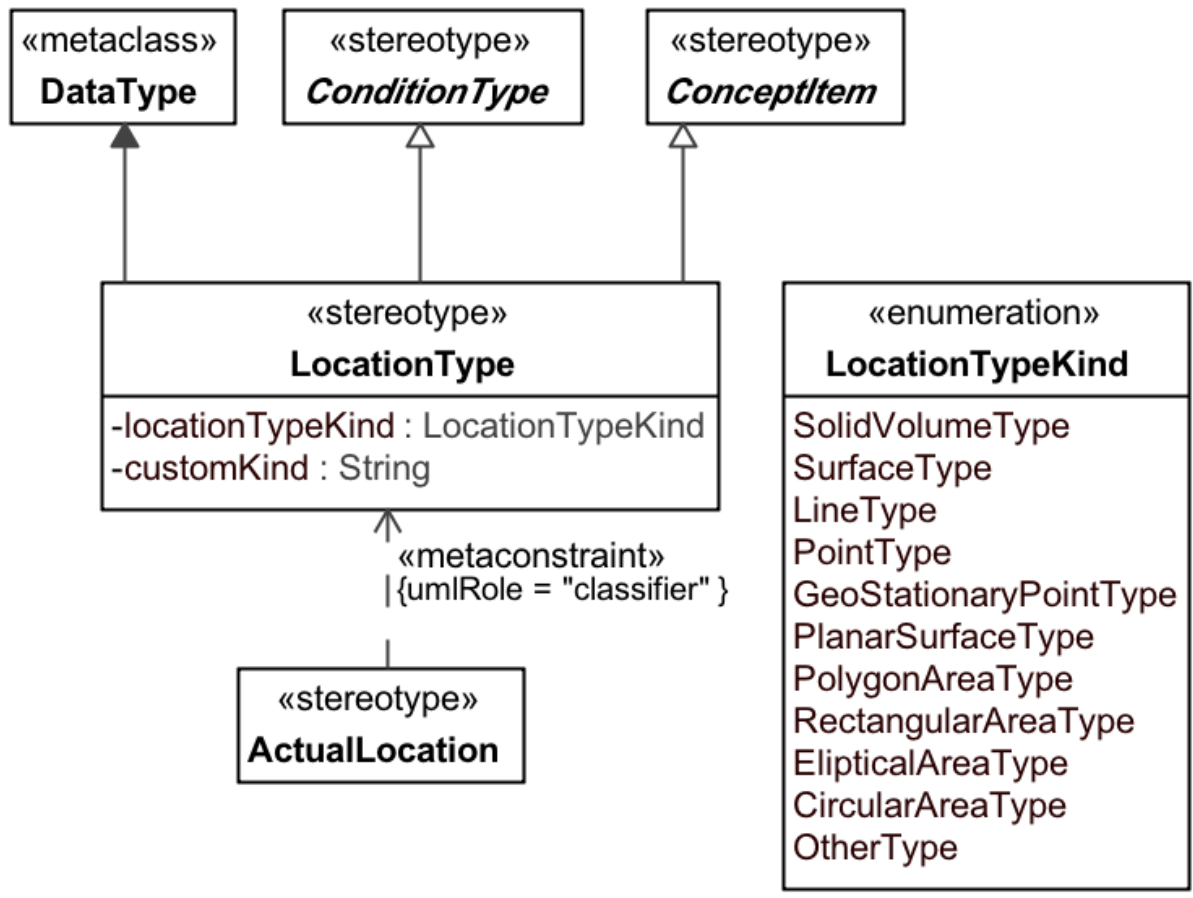 «metaclass»
DataType
«stereotype»
ConditionType
«stereotype»
ConceptItem
«stereotype»
LocationType
-locationTypeKind : LocationTypeKind
-customKind : String
«metaconstraint»
{umlRole = "classifier" }
«stereotype»
ActualLocation
«enumeration»
LocationTypeKind
SolidVolumeType
SurfaceType
LineType
PointType
GeoStationaryPointType
PlanarSurfaceType
PolygonAreaType
RectangularAreaType
ElipticalAreaType
CircularAreaType
OtherType